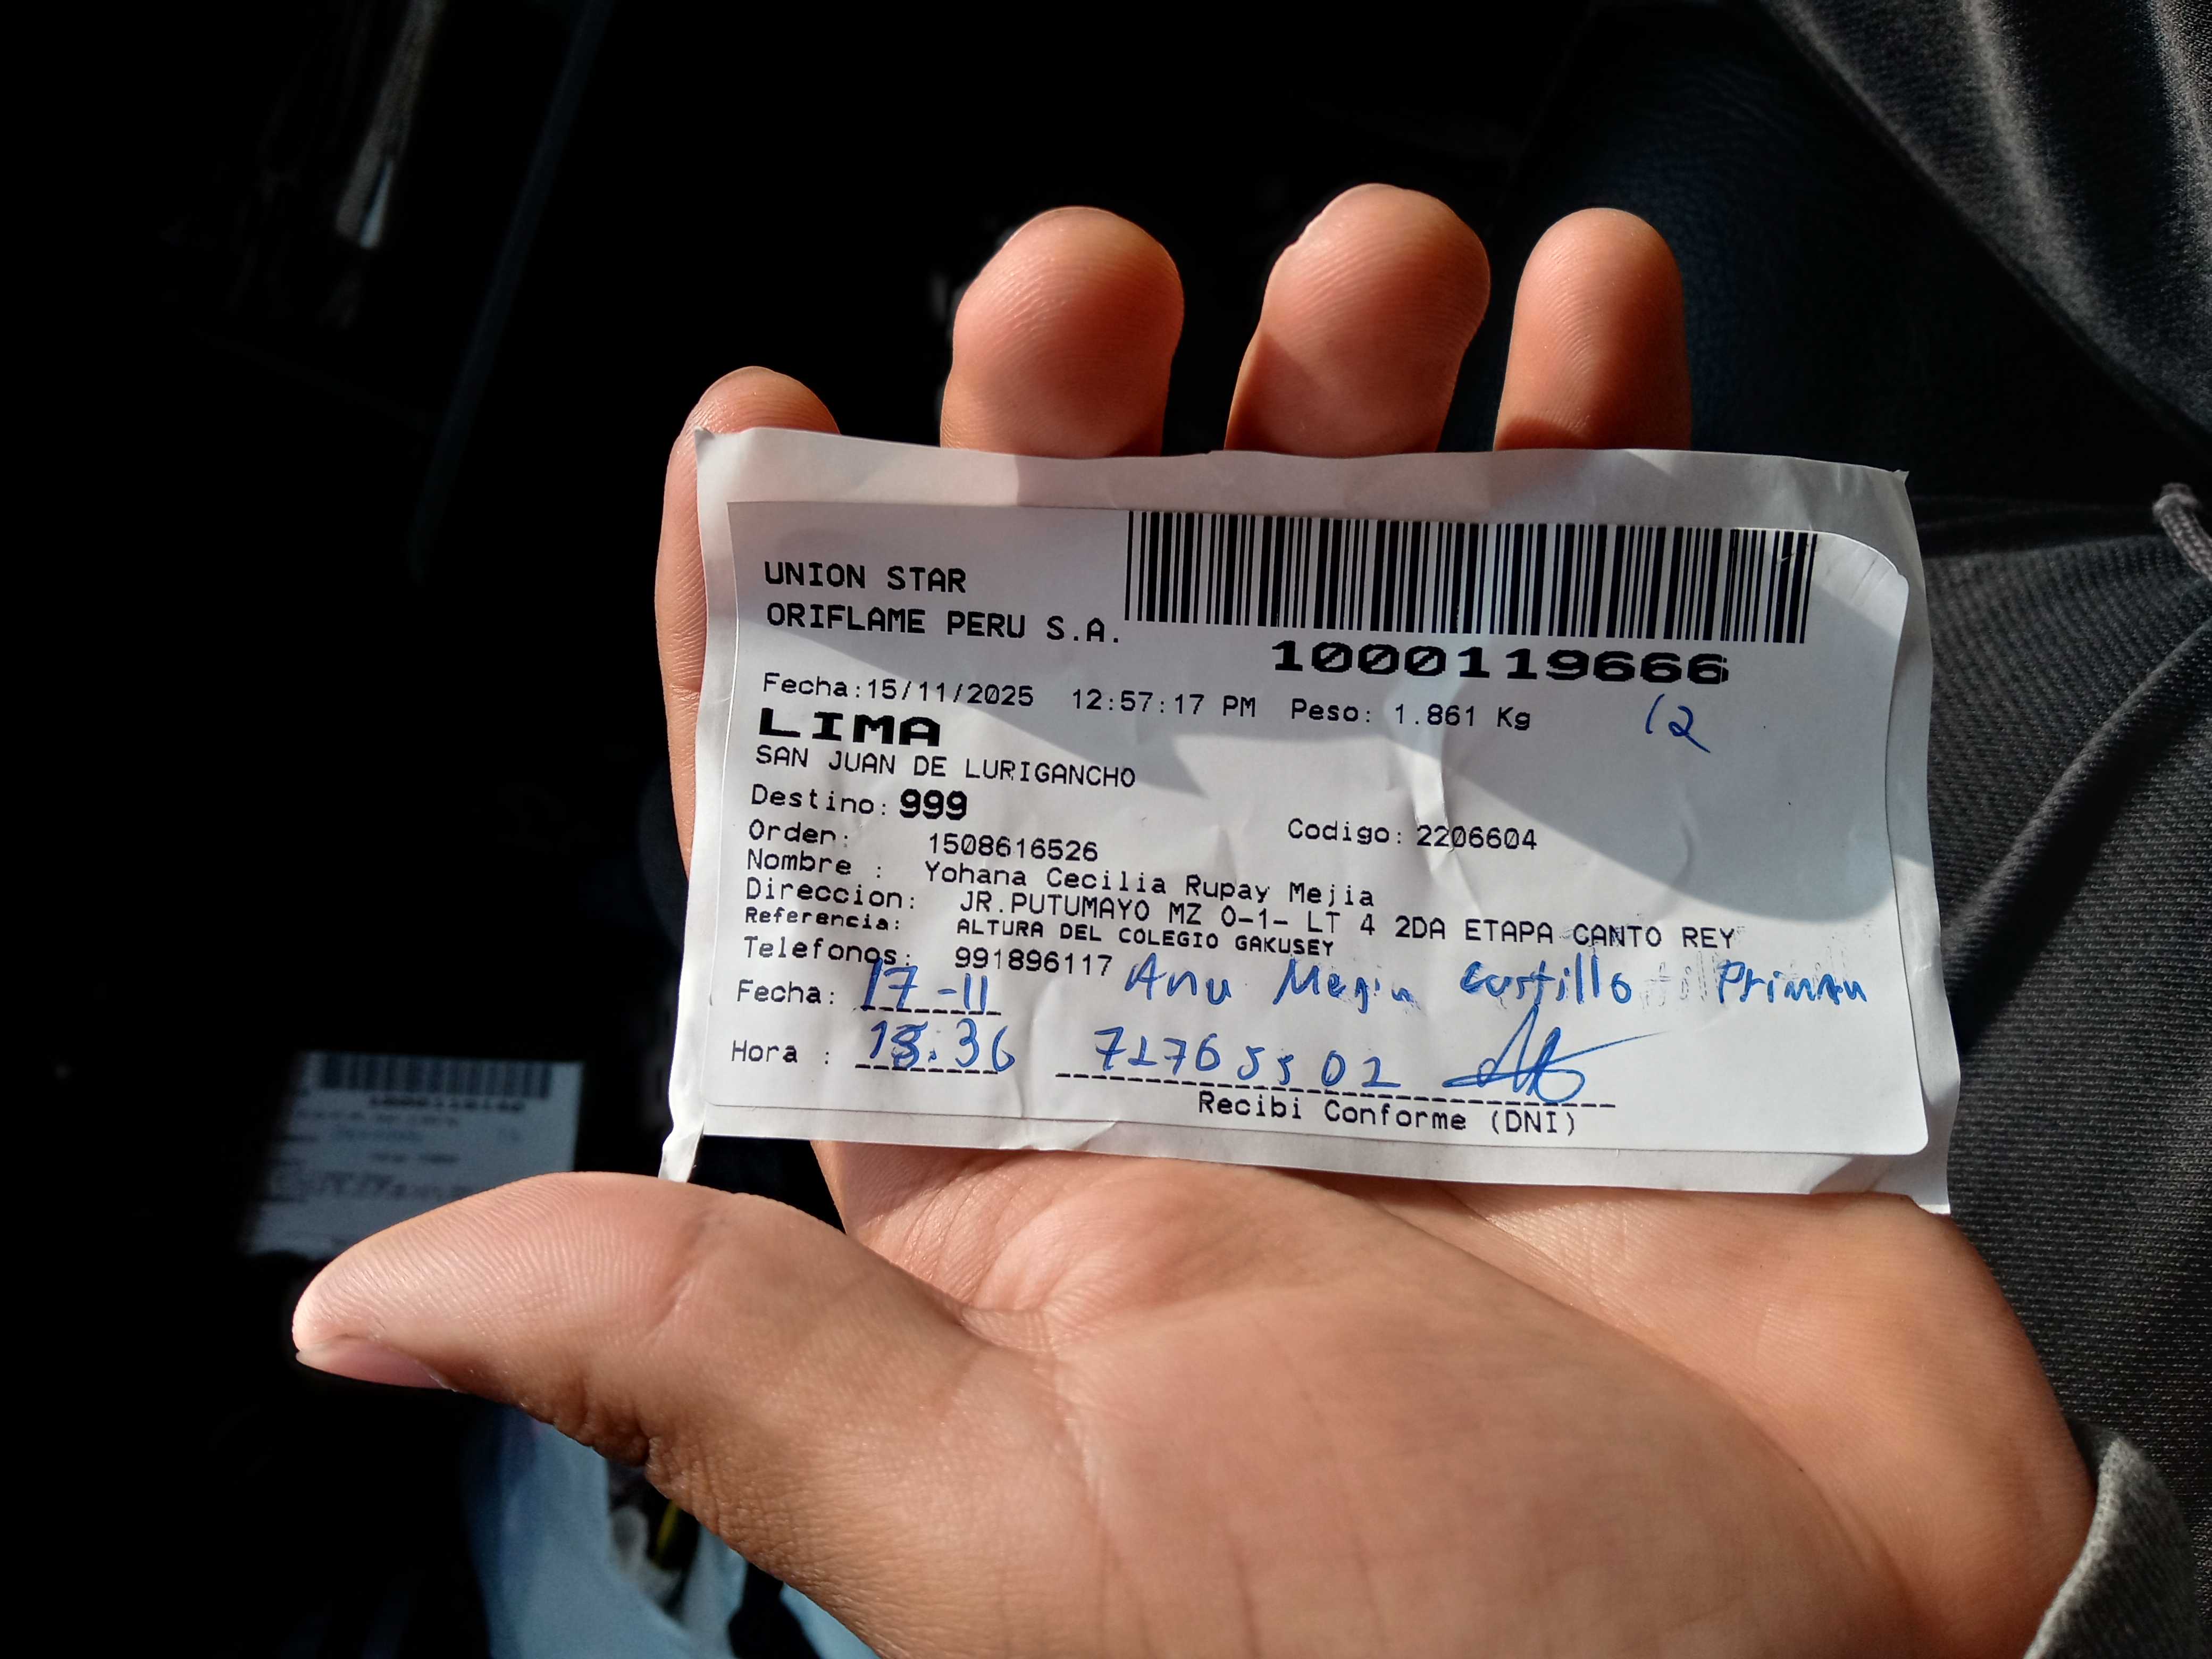 UNION STAR
ORIFLAME PERU S.A.
1000119666
Fecha:15/11/2025 12:57:17 PM Peso: 1.861 Kg 12
LIMA
SAN JUAN DE LURIGANCHO
Destino: 999
Codigo: 2206604
Orden: 1508616526
Nombre : Yohana Cecilia Rupay Mejia
Direccion: JR.PUTUMAYO MZ O-1- LT 4 2DA ETAPA CANTO REY
Referencia: ALTURA DEL COLEGIO GAKUSEY
Telefonos: 991896117
Fecha: 17-11 Castillo
Hora :
Recibi Conforme (DNI)